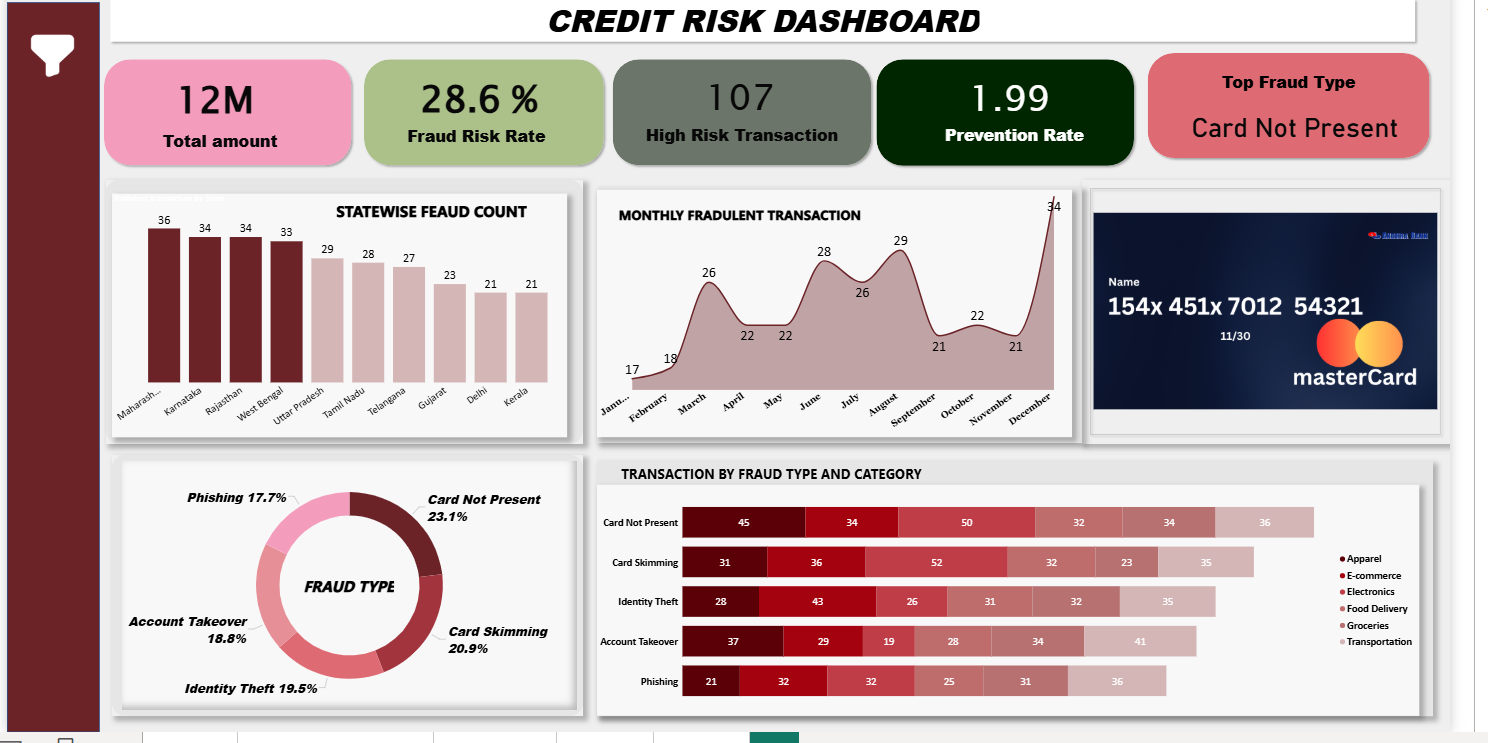 CREDIT RISK DASHBOARD
12M
Total amount
28.6 %
Fraud Risk Rate
107
High Risk Transaction
1.99
Prevention Rate
Top Fraud Type
Card Not Present
STATEWISE FEAUD COUNT
36
34
34
33
29
28
27
23
21
21
Maharash...
Karnataka
Rajasthan
West Bengal
Uttar Pradesh
Tamil Nadu
Telangana
Gujarat
Delhi
Kerala
MONTHLY FRADULENT TRANSACTION
17
18
26
22
22
28
26
29
21
22
21
34
Janu...
February
March
April
May
June
July
August
September
October
November
December
Name
154x 451x 7012 54321
11/30
masterCard
FRAUD TYPE
Card Not Present
23.1%
Card Skimming
20.9%
Identity Theft 19.5%
Account Takeover
18.8%
Phishing 17.7%
TRANSACTION BY FRAUD TYPE AND CATEGORY
Card Not Present 45 34 50 32 34 36
Card Skimming 31 36 52 32 23 35
Identity Theft 28 43 26 31 32 35
Account Takeover 37 29 19 28 34 41
Phishing 21 32 32 25 31 36
Apparel
E-commerce
Electronics
Food Delivery
Groceries
Transportation